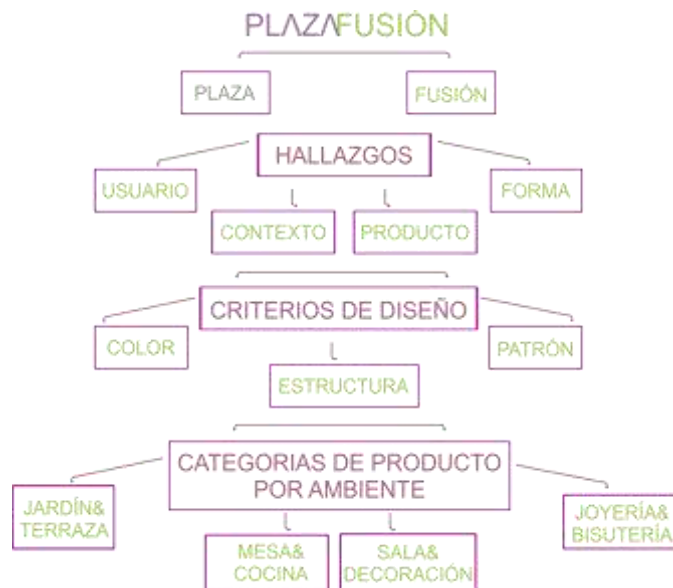 PLAZAFUSIÓN
PLAZA
FUSIÓN
HALLAZGOS
USUARIO
FORMA
CONTEXTO
PRODUCTO
CRITERIOS DE DISEÑO
COLOR
PATRÓN
ESTRUCTURA
CATEGORIAS DE PRODUCTO
POR AMBIENTE
JARDÍN&
TERRAZA
JOYERÍA&
BISUTERÍA
MESA&
COCINA
SALA&
DECORACIÓN